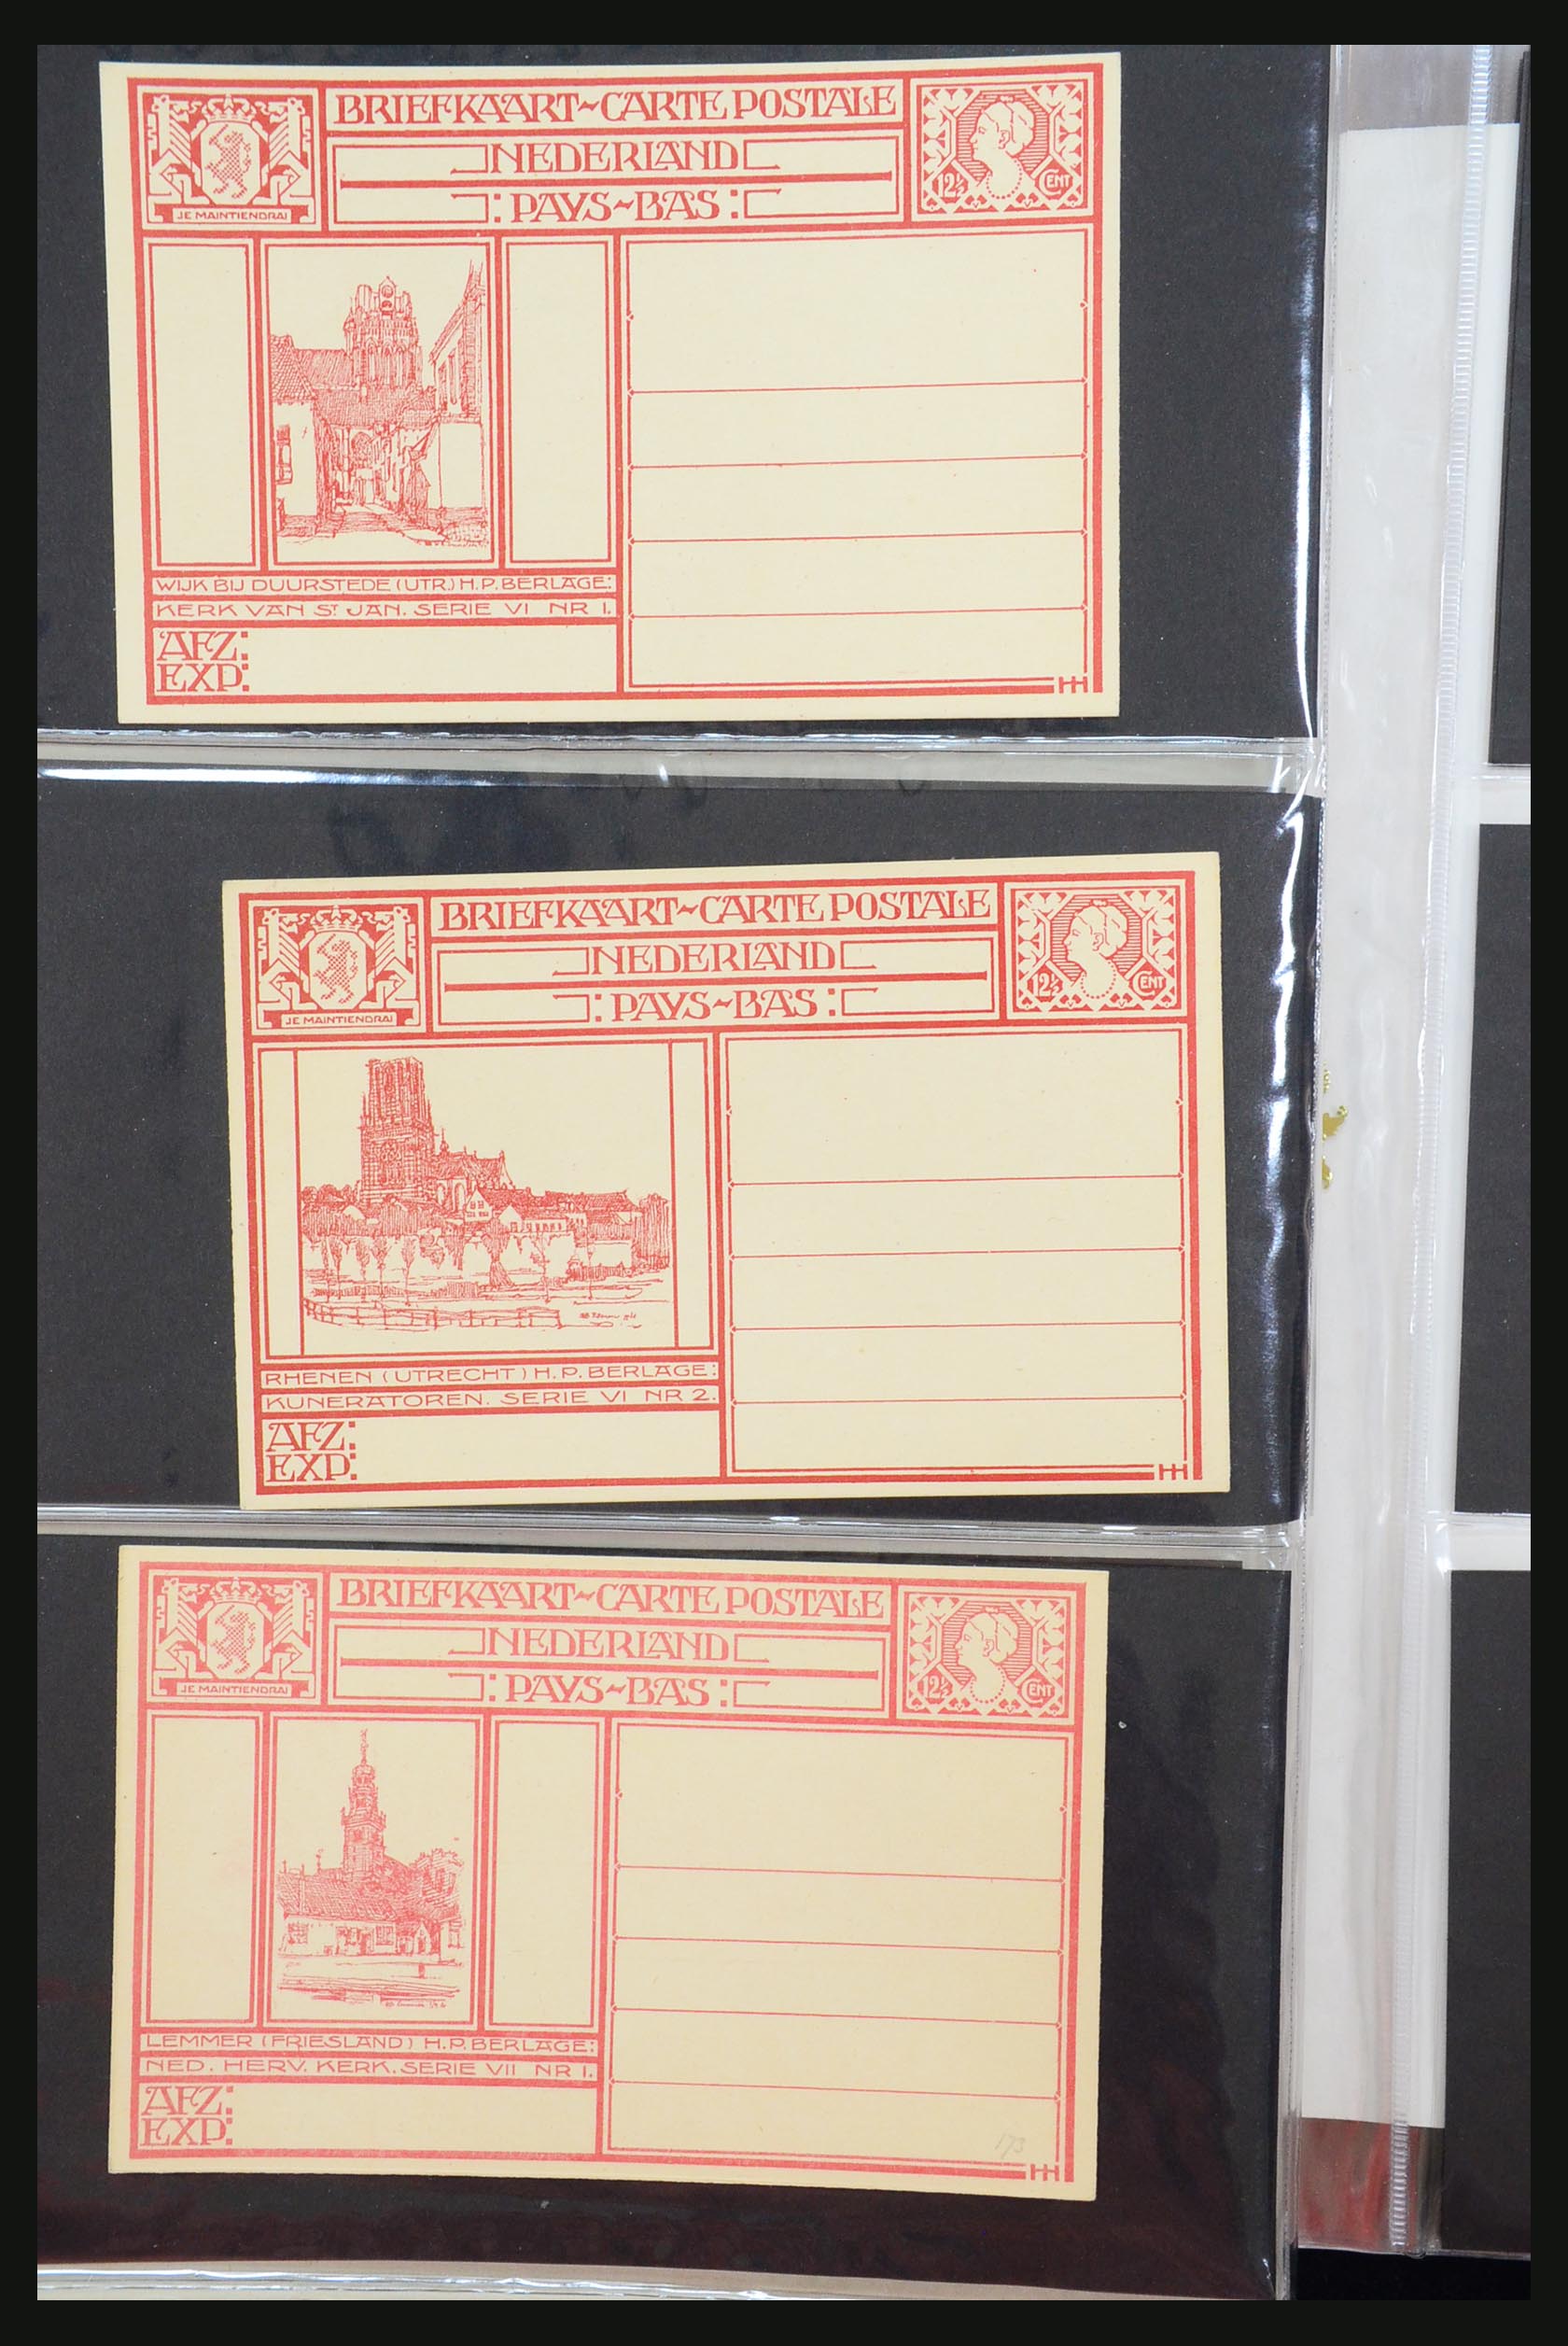 BRIEFKAART~CARTE POSTALE
NEDERLAND
: PAYS~BAS :
JE MAINTIENDRAI
12½ CENT
WIJK BIJ DUURSTEDE (UTR.) H.P. BERLAGE:
KERK VAN ST JAN. SERIE VI NR 1.
AFZ:
EXP:
HH
BRIEFKAART~CARTE POSTALE
NEDERLAND
: PAYS~BAS :
JE MAINTIENDRAI
12½ CENT
RHENEN (UTRECHT) H.P. BERLAGE:
KUNERATOREN. SERIE VI NR 2.
AFZ:
EXP:
HH
BRIEFKAART~CARTE POSTALE
NEDERLAND
: PAYS~BAS :
JE MAINTIENDRAI
12½ CENT
LEMMER (FRIESLAND) H.P. BERLAGE:
NED. HERV. KERK. SERIE VII NR 1.
AFZ:
EXP:
173
HH